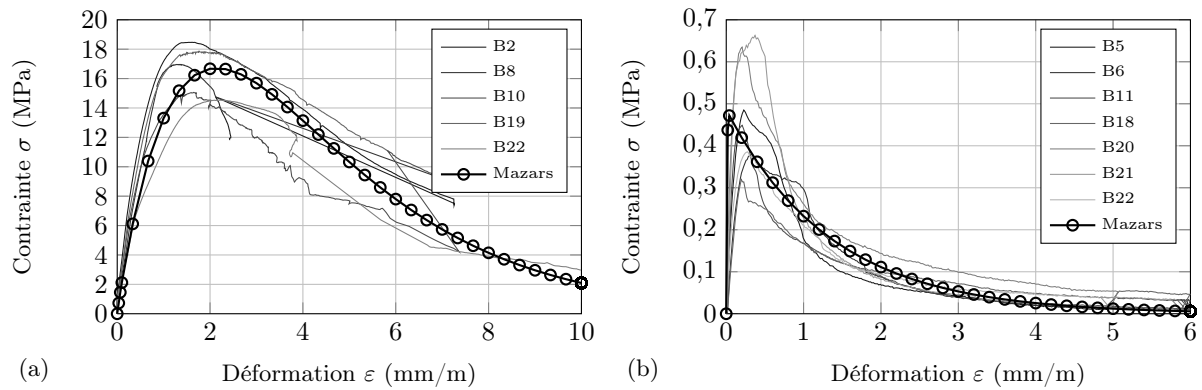 20
18
16
14
12
10
8
6
4
2
0
Contrainte σ (MPa)
B2
B8
B10
B19
B22
Mazars
0 2 4 6 8 10
Déformation ε (mm/m)
(a)
0,7
0,6
0,5
0,4
0,3
0,2
0,1
0
Contrainte σ (MPa)
B5
B6
B11
B18
B20
B21
B22
Mazars
0 1 2 3 4 5 6
Déformation ε (mm/m)
(b)